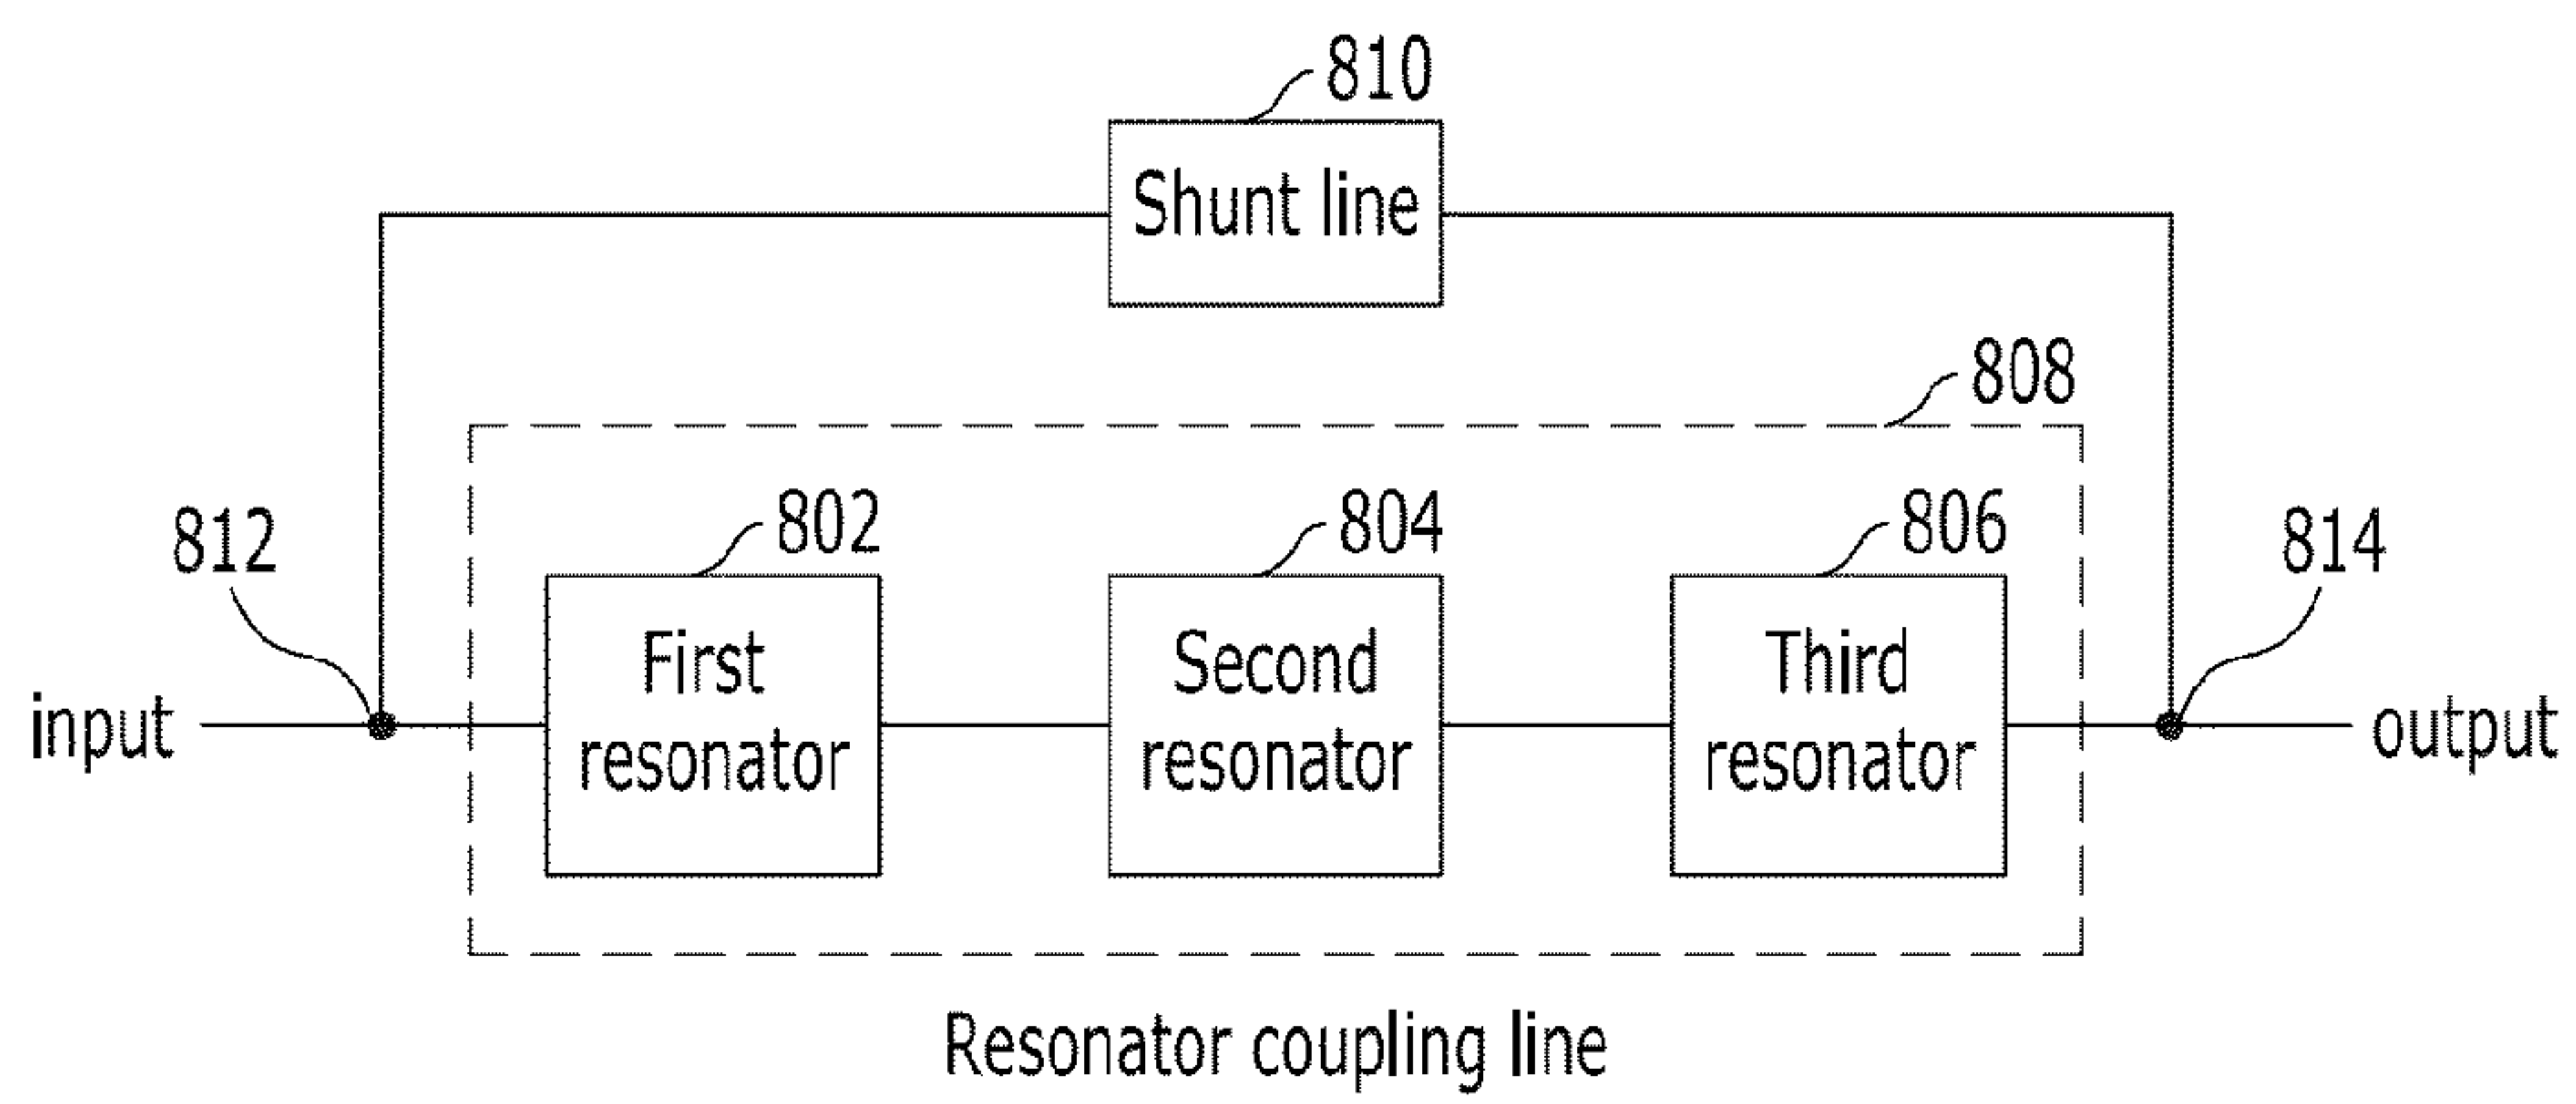 810
Shunt line
808
812
802
804
806
814
input
First
resonator
Second
resonator
Third
resonator
output
Resonator coupling line